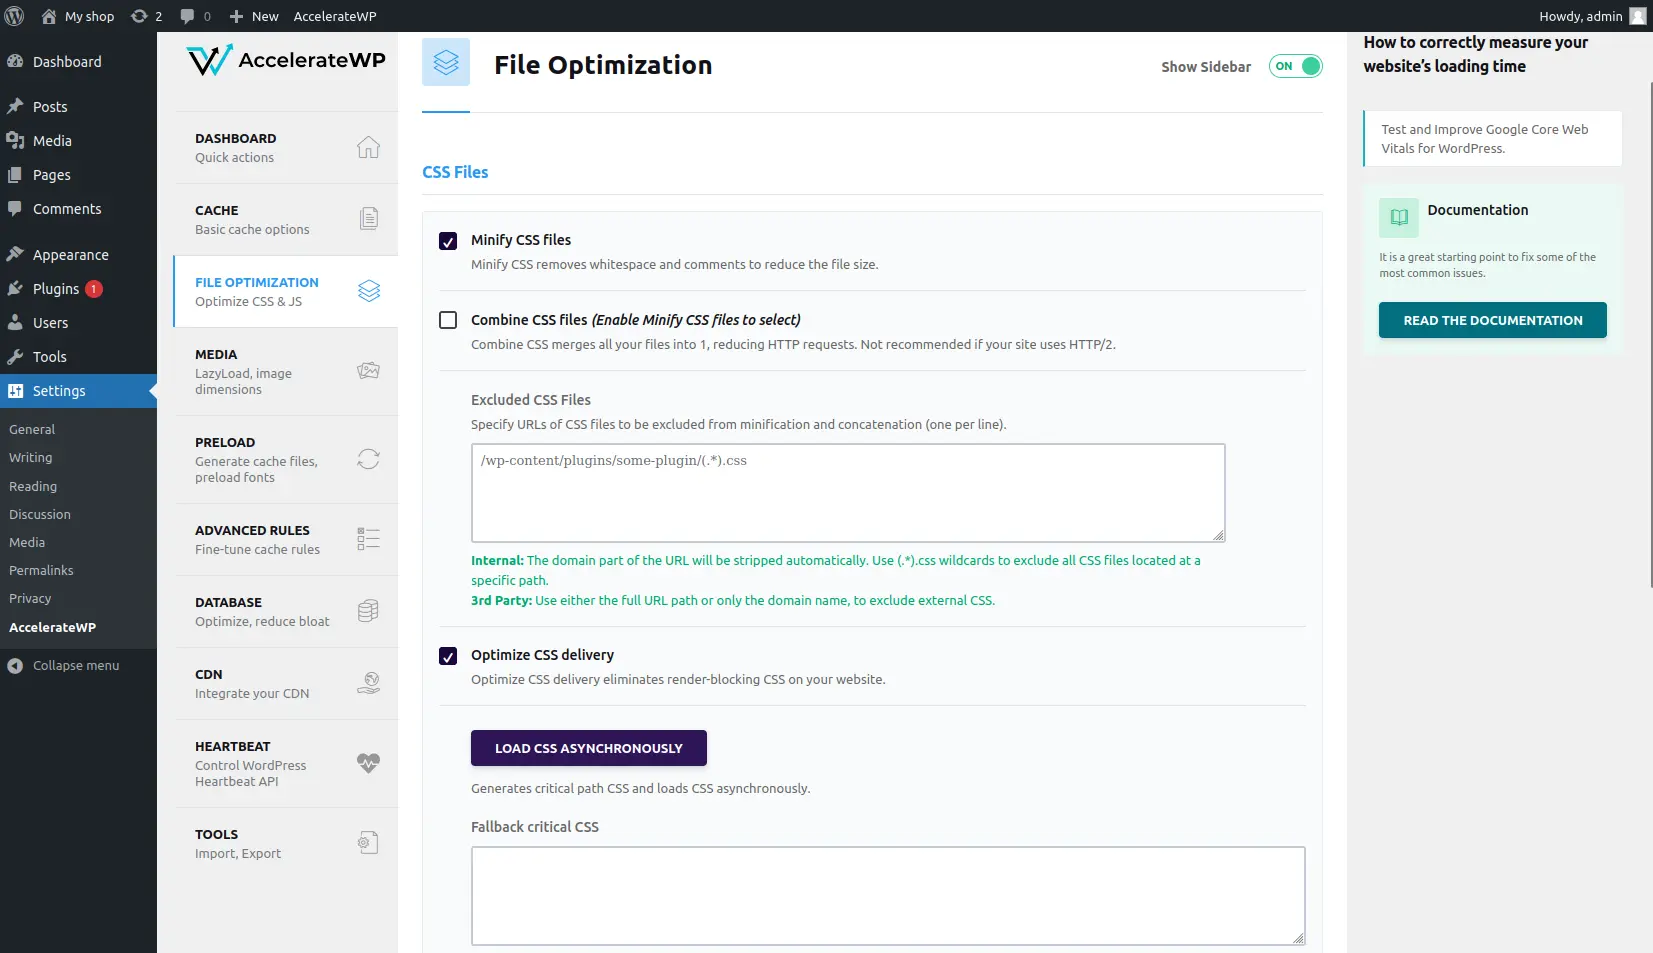 My shop
2
0
New
AccelerateWP
Howdy, admin
Dashboard
Posts
Media
Pages
Comments
Appearance
Plugins 1
Users
Tools
Settings
General
Writing
Reading
Discussion
Media
Permalinks
Privacy
AccelerateWP
Collapse menu
AccelerateWP
DASHBOARD
Quick actions
CACHE
Basic cache options
FILE OPTIMIZATION
Optimize CSS & JS
MEDIA
LazyLoad, image
dimensions
PRELOAD
Generate cache files,
preload fonts
ADVANCED RULES
Fine-tune cache rules
DATABASE
Optimize, reduce bloat
CDN
Integrate your CDN
HEARTBEAT
Control WordPress
Heartbeat API
TOOLS
Import, Export
File Optimization
Show Sidebar
ON
CSS Files
Minify CSS files
Minify CSS removes whitespace and comments to reduce the file size.
Combine CSS files (Enable Minify CSS files to select)
Combine CSS merges all your files into 1, reducing HTTP requests. Not recommended if your site uses HTTP/2.
Excluded CSS Files
Specify URLs of CSS files to be excluded from minification and concatenation (one per line).
/wp-content/plugins/some-plugin/(.*).css
Internal: The domain part of the URL will be stripped automatically. Use (.*).css wildcards to exclude all CSS files located at a
specific path.
3rd Party: Use either the full URL path or only the domain name, to exclude external CSS.
Optimize CSS delivery
Optimize CSS delivery eliminates render-blocking CSS on your website.
LOAD CSS ASYNCHRONOUSLY
Generates critical path CSS and loads CSS asynchronously.
Fallback critical CSS
How to correctly measure your
website's loading time
Test and Improve Google Core Web
Vitals for WordPress.
Documentation
It is a great starting point to fix some of the
most common issues.
READ THE DOCUMENTATION